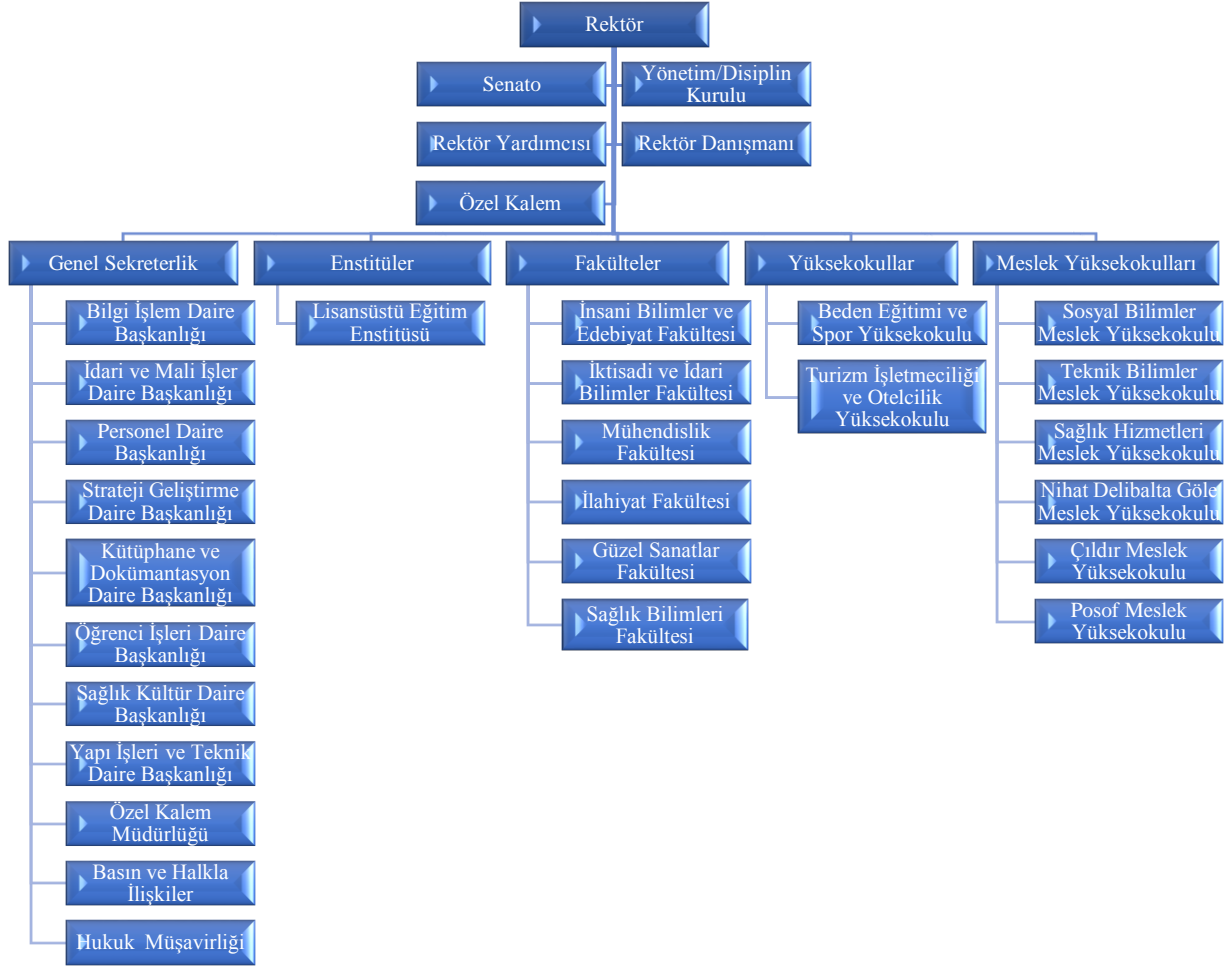 Rektör
Senato
Yönetim/Disiplin
Kurulu
Rektör Yardımcısı
Rektör Danışmanı
Özel Kalem
Genel Sekreterlik
Bilgi İşlem Daire
Başkanlığı
İdari ve Mali İşler
Daire Başkanlığı
Personel Daire
Başkanlığı
Strateji Geliştirme
Daire Başkanlığı
Kütüphane ve
Dokümantasyon
Daire Başkanlığı
Öğrenci İşleri Daire
Başkanlığı
Sağlık Kültür Daire
Başkanlığı
Yapı İşleri ve Teknik
Daire Başkanlığı
Özel Kalem
Müdürlüğü
Basın ve Halkla
İlişkiler
Hukuk Müşavirliği
Enstitüler
Lisansüstü Eğitim
Enstitüsü
Fakülteler
İnsani Bilimler ve
Edebiyat Fakültesi
İktisadi ve İdari
Bilimler Fakültesi
Mühendislik
Fakültesi
İlahiyat Fakültesi
Güzel Sanatlar
Fakültesi
Sağlık Bilimleri
Fakültesi
Yüksekokullar
Beden Eğitimi ve
Spor Yüksekokulu
Turizm İşletmeciliği
ve Otelcilik
Yüksekokulu
Meslek Yüksekokulları
Sosyal Bilimler
Meslek Yüksekokulu
Teknik Bilimler
Meslek Yüksekokulu
Sağlık Hizmetleri
Meslek Yüksekokulu
Nihat Delibalta Göle
Meslek Yüksekokulu
Çıldır Meslek
Yüksekokulu
Posof Meslek
Yüksekokulu